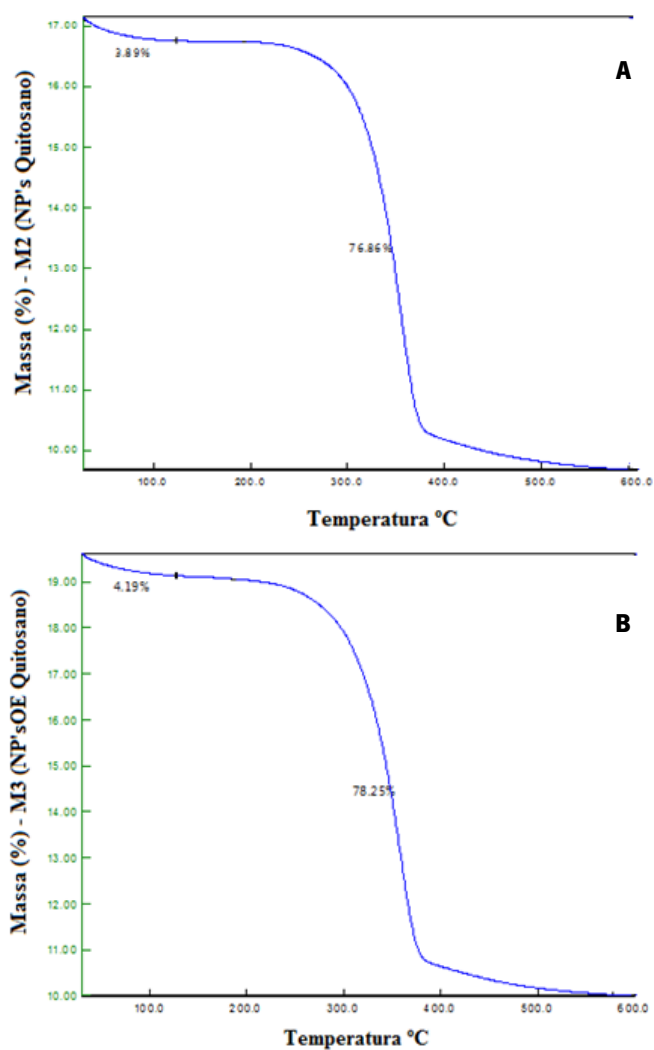 17.00
3.89%
A
16.00
15.00
14.00
76.86%
13.00
12.00
11.00
10.00
Massa (%) - M2 (NP's Quitosano)
100.0 200.0 300.0 400.0 500.0 600.0
Temperatura ºC
19.00
4.19%
B
18.00
17.00
16.00
15.00
78.25%
14.00
13.00
12.00
11.00
10.00
Massa (%) - M3 (NP'sOE Quitosano)
100.0 200.0 300.0 400.0 500.0 600.0
Temperatura ºC